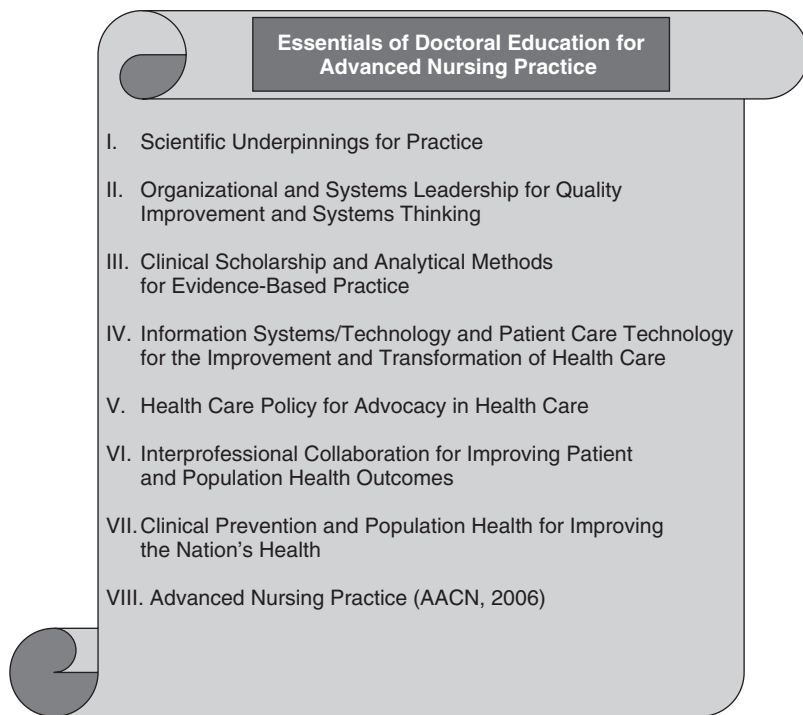 Essentials of Doctoral Education for
Advanced Nursing Practice
I. Scientific Underpinnings for Practice
II. Organizational and Systems Leadership for Quality
Improvement and Systems Thinking
III. Clinical Scholarship and Analytical Methods
for Evidence-Based Practice
IV. Information Systems/Technology and Patient Care Technology
for the Improvement and Transformation of Health Care
V. Health Care Policy for Advocacy in Health Care
VI. Interprofessional Collaboration for Improving Patient
and Population Health Outcomes
VII. Clinical Prevention and Population Health for Improving
the Nation's Health
VIII. Advanced Nursing Practice (AACN, 2006)